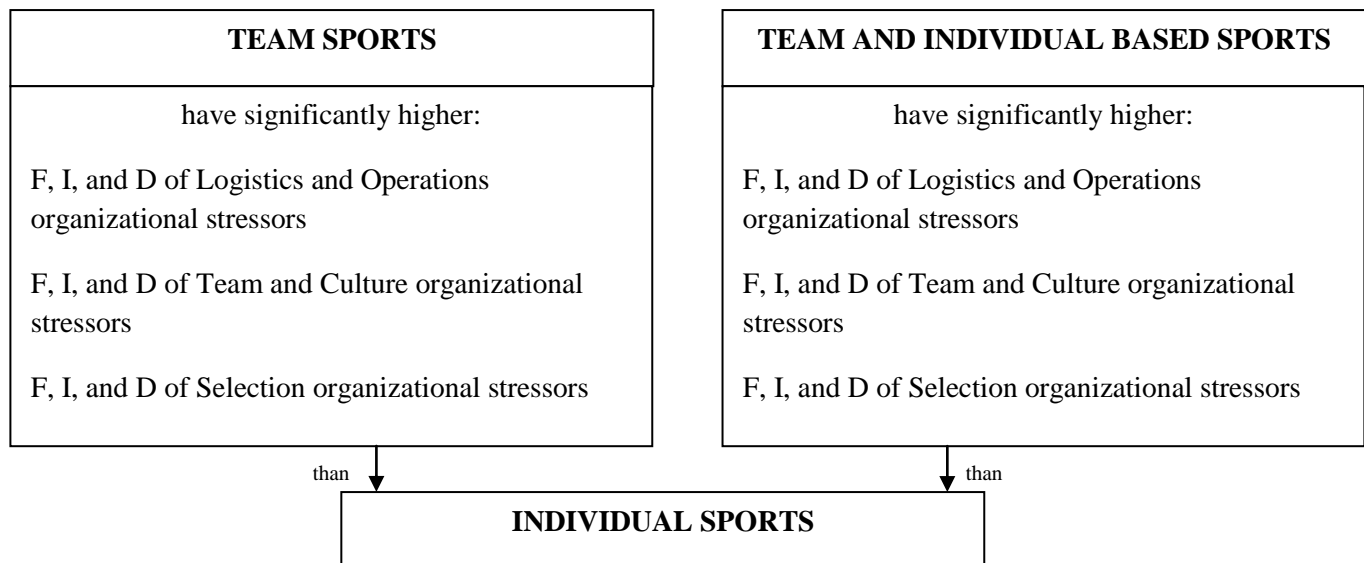 TEAM SPORTS
have significantly higher:
F, I, and D of Logistics and Operations
organizational stressors
F, I, and D of Team and Culture organizational
stressors
F, I, and D of Selection organizational stressors
than
TEAM AND INDIVIDUAL BASED SPORTS
have significantly higher:
F, I, and D of Logistics and Operations
organizational stressors
F, I, and D of Team and Culture organizational
stressors
F, I, and D of Selection organizational stressors
than
INDIVIDUAL SPORTS